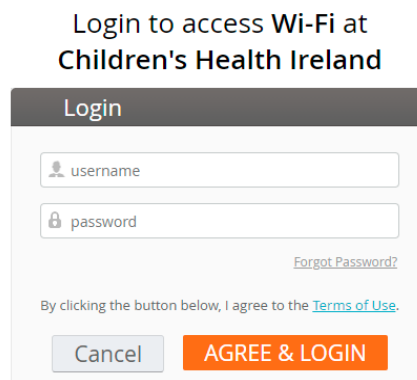 Login to access Wi-Fi at
Children's Health Ireland
Login
username
password
Forgot Password?
By clicking the button below, I agree to the Terms of Use.
Cancel
AGREE & LOGIN